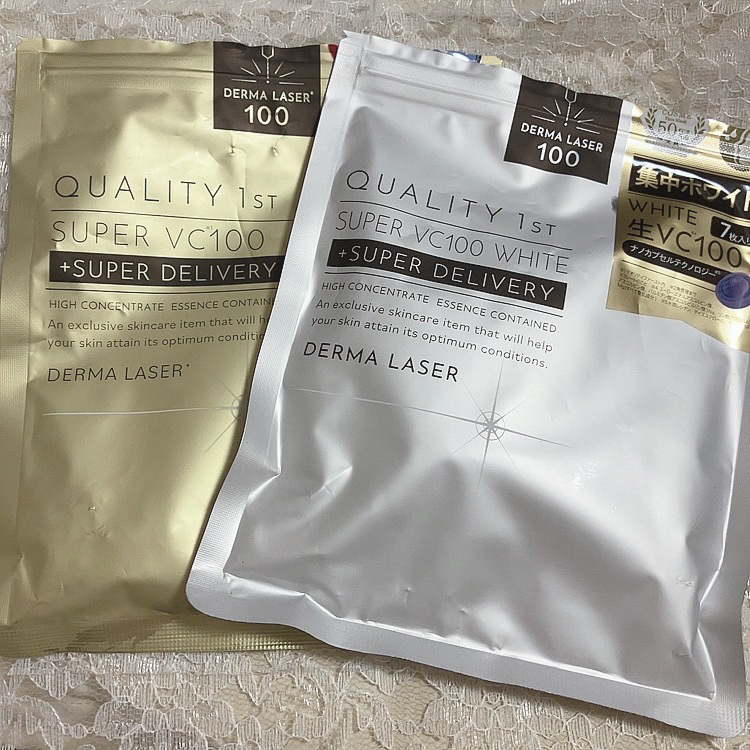 DERMA LASER*
100
QUALITY 1ST
SUPER VC100
+SUPER DELIVERY
HIGH CONCENTRATE ESSENCE CONTAINE
An exclusive skincare item that will help
your skin attain its optimum conditic
DERMA LASER*
DERMA LASER
100
QUALITY 1ST
SUPER VC100 WHITE
+SUPER DELIVERY
HIGH CONCENTRATE ESSENCE CONTAINED
An exclusive skincare item that will help
your skin attain its optimum conditions.
DERMA LASER
集中ホワイト
WHITE
7枚入り
生VC100
ナノカプセルテクノロジー